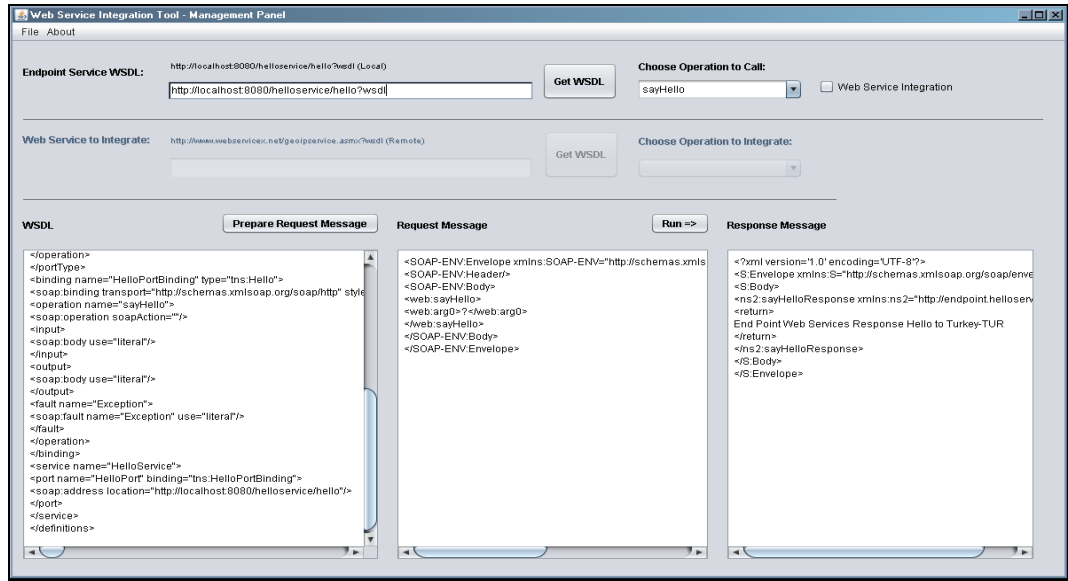 Web Service Integration Tool - Management Panel
File About
Endpoint Service WSDL:
http://localhost:8080/helloservice/hello?wsdl (Local)
http://localhost:8080/helloservice/hello?wsdl
Get WSDL
Choose Operation to Call:
sayHello
Web Service Integration
Web Service to Integrate:
http://www.webservicex.net/geoipservice.asmx?wsdl (Remote)
Get WSDL
Choose Operation to Integrate:
WSDL
Prepare Request Message
Request Message
Run =>
Response Message
</operation>
</portType>
<binding name="HelloPortBinding" type="tns:Hello">
<soap:binding transport="http://schemas.xmlsoap.org/soap/http" style
<operation name="sayHello">
<soap:operation soapAction=""/>
<input>
<soap:body use="literal"/>
</input>
<output>
<soap:body use="literal"/>
</output>
<fault name="Exception">
<soap:fault name="Exception" use="literal"/>
</fault>
</operation>
</binding>
<service name="HelloService">
<port name="HelloPort" binding="tns:HelloPortBinding">
<soap:address location="http://localhost:8080/helloservice/hello"/>
</port>
</service>
</definitions>
<SOAP-ENV:Envelope xmlns:SOAP-ENV="http://schemas.xmls
<SOAP-ENV:Header/>
<SOAP-ENV:Body>
<web:sayHello>
<web:arg0>?</web:arg0>
</web:sayHello>
</SOAP-ENV:Body>
</SOAP-ENV:Envelope>
<?xml version='1.0' encoding='UTF-8'?>
<S:Envelope xmlns:S="http://schemas.xmlsoap.org/soap/enve
<S:Body>
<ns2:sayHelloResponse xmlns:ns2="http://endpoint.helloserv
<return>
End Point Web Services Response Hello to Turkey-TUR
</return>
</ns2:sayHelloResponse>
</S:Body>
</S:Envelope>